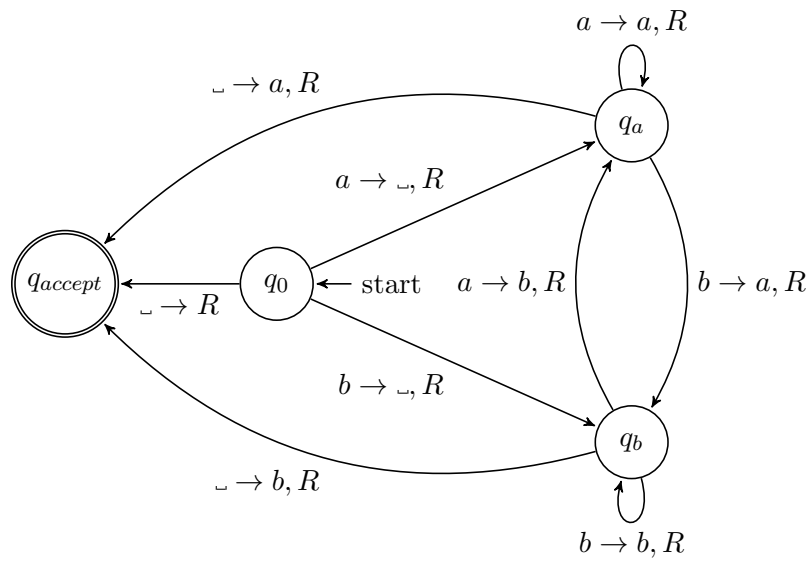 a → a, R
␣ → a, R
q_a
a → ␣, R
q_accept
q_0
start
a → b, R
b → a, R
␣ → R
b → ␣, R
q_b
␣ → b, R
b → b, R